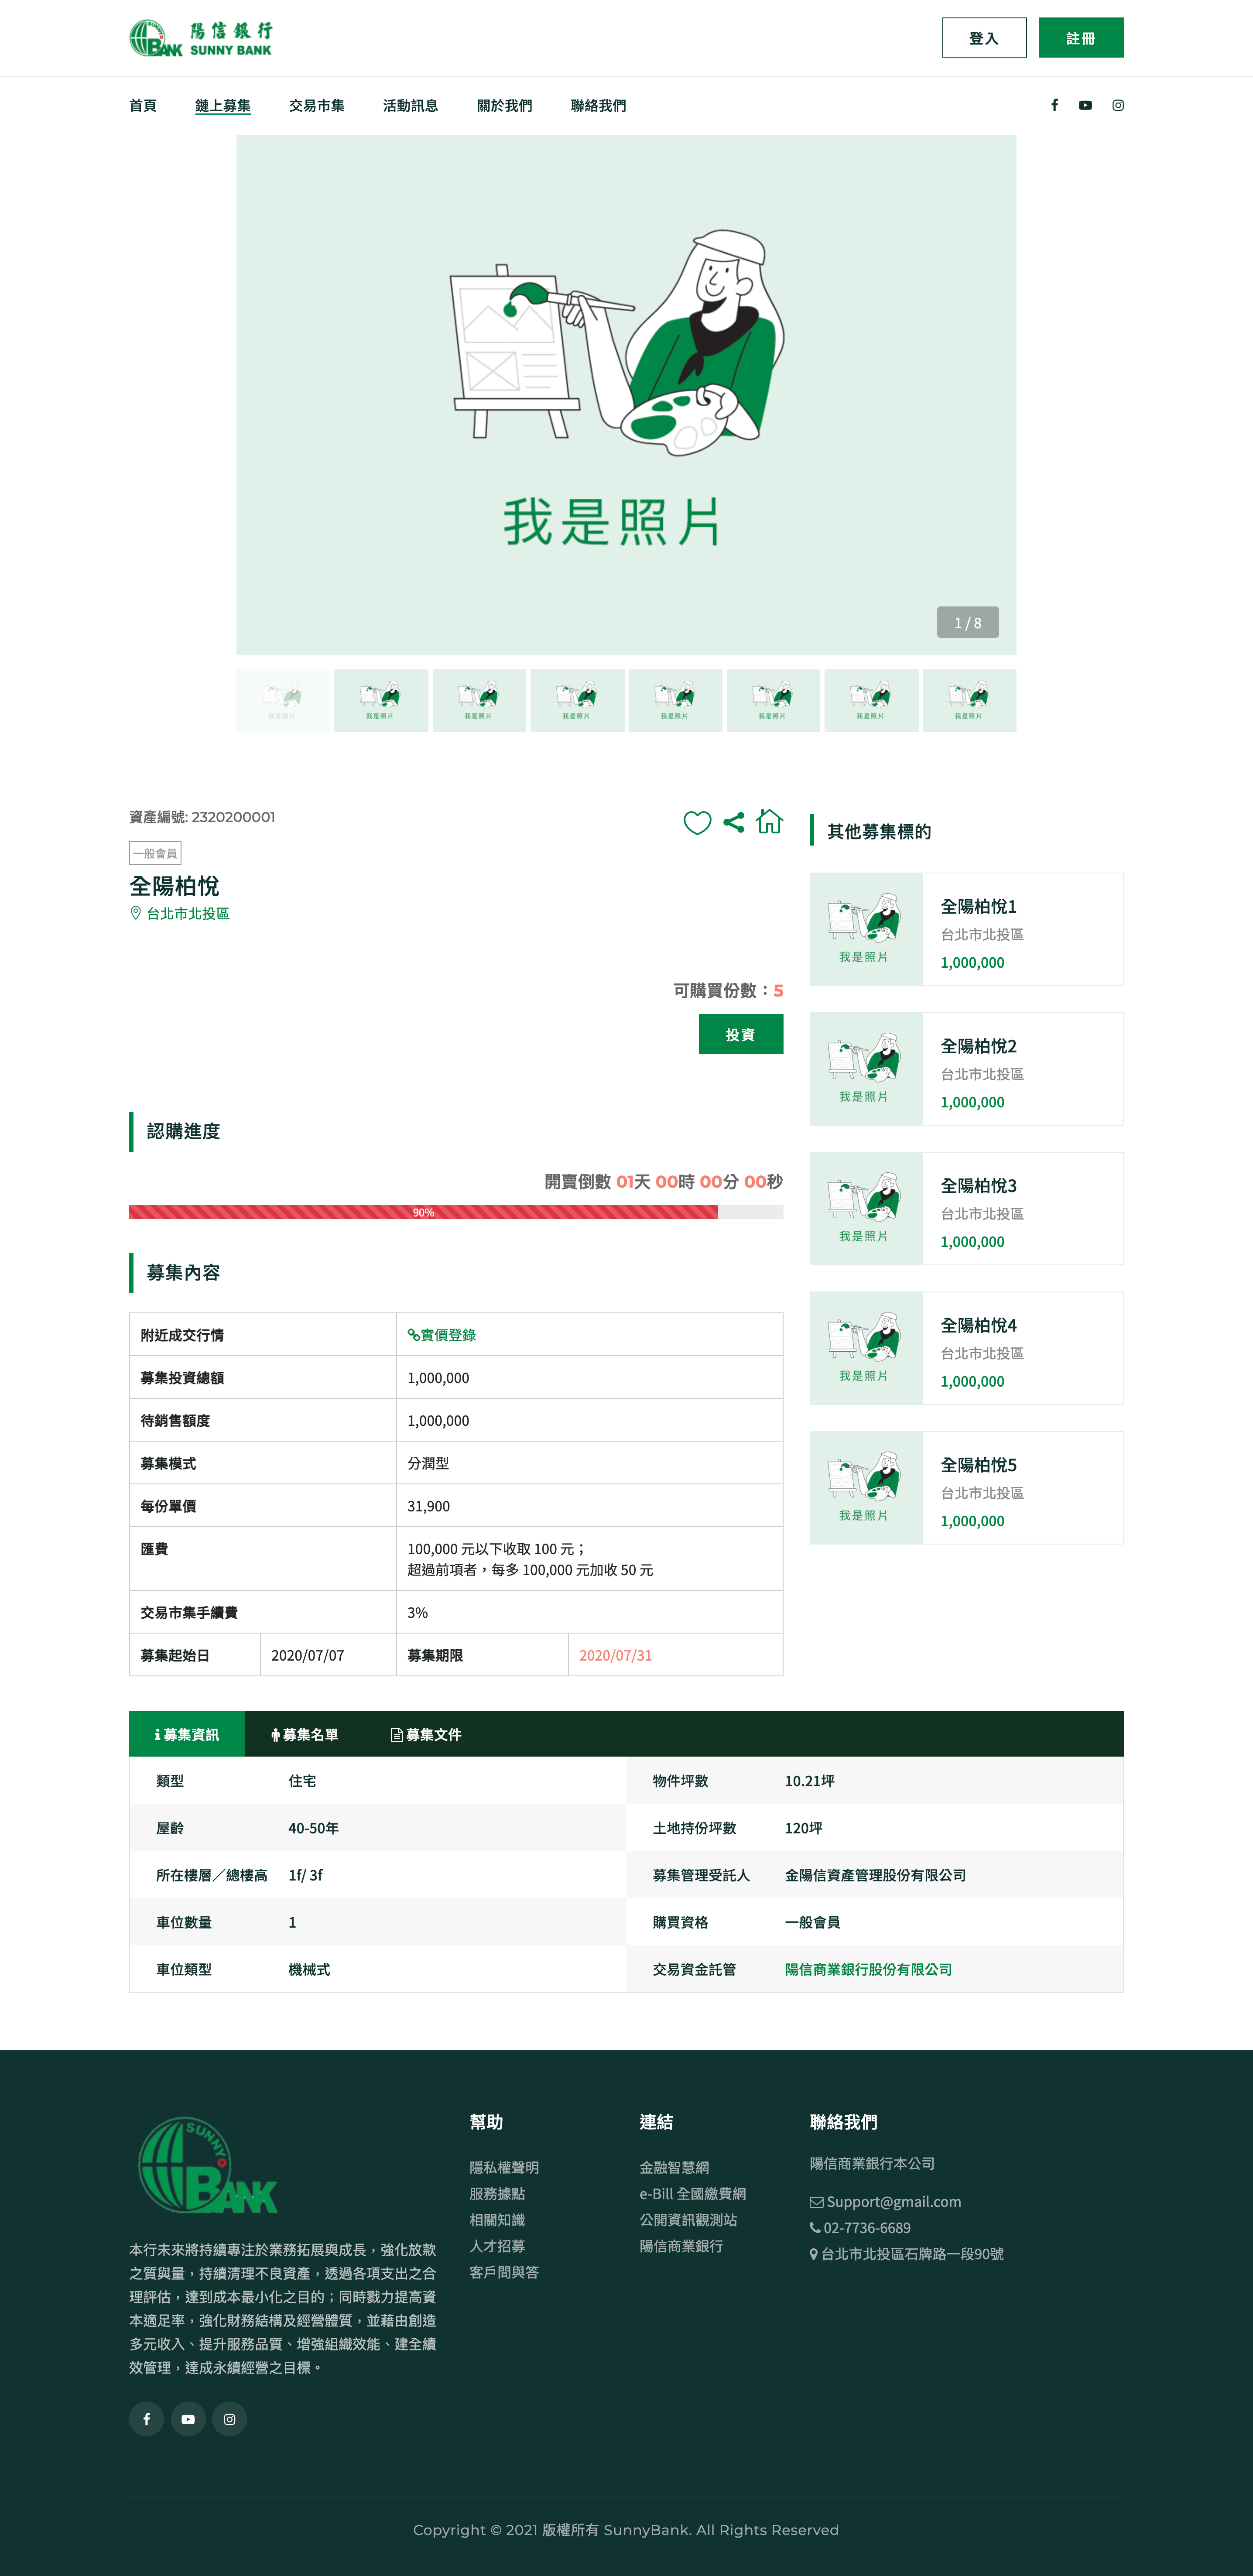 SUNNY BANK 陽信銀行
SUNNY BANK
登入
註冊
首頁 鏈上募集 交易市集 活動訊息 關於我們 聯絡我們
我是照片
1 / 8
我是照片 我是照片 我是照片 我是照片 我是照片 我是照片 我是照片 我是照片
資產編號: 2320200001
一般會員
全陽柏悅
台北市北投區
可購買份數：5
投資
認購進度
開賣倒數 01天 00時 00分 00秒
90%
募集內容
附近成交行情 實價登錄
募集投資總額 1,000,000
待銷售額度 1,000,000
募集模式 分潤型
每份單價 31,900
匯費 100,000 元以下收取 100 元；
超過前項者，每多 100,000 元加收 50 元
交易市集手續費 3%
募集起始日 2020/07/07 募集期限 2020/07/31
其他募集標的
我是照片
全陽柏悅1
台北市北投區
1,000,000
我是照片
全陽柏悅2
台北市北投區
1,000,000
我是照片
全陽柏悅3
台北市北投區
1,000,000
我是照片
全陽柏悅4
台北市北投區
1,000,000
我是照片
全陽柏悅5
台北市北投區
1,000,000
募集資訊 募集名單 募集文件
類型 住宅 物件坪數 10.21坪
屋齡 40-50年 土地持份坪數 120坪
所在樓層／總樓高 1f/ 3f 募集管理受託人 金陽信資產管理股份有限公司
車位數量 1 購買資格 一般會員
車位類型 機械式 交易資金託管 陽信商業銀行股份有限公司
SUNNY
BANK
本行未來將持續專注於業務拓展與成長，強化放款
之質與量，持續清理不良資產，透過各項支出之合
理評估，達到成本最小化之目的；同時戮力提高資
本適足率，強化財務結構及經營體質，並藉由創造
多元收入、提升服務品質、增強組織效能、建全績
效管理，達成永續經營之目標。
幫助
隱私權聲明
服務據點
相關知識
人才招募
客戶問與答
連結
金融智慧網
e-Bill 全國繳費網
公開資訊觀測站
陽信商業銀行
聯絡我們
陽信商業銀行本公司
Support@gmail.com
02-7736-6689
台北市北投區石牌路一段90號
Copyright © 2021 版權所有 SunnyBank. All Rights Reserved